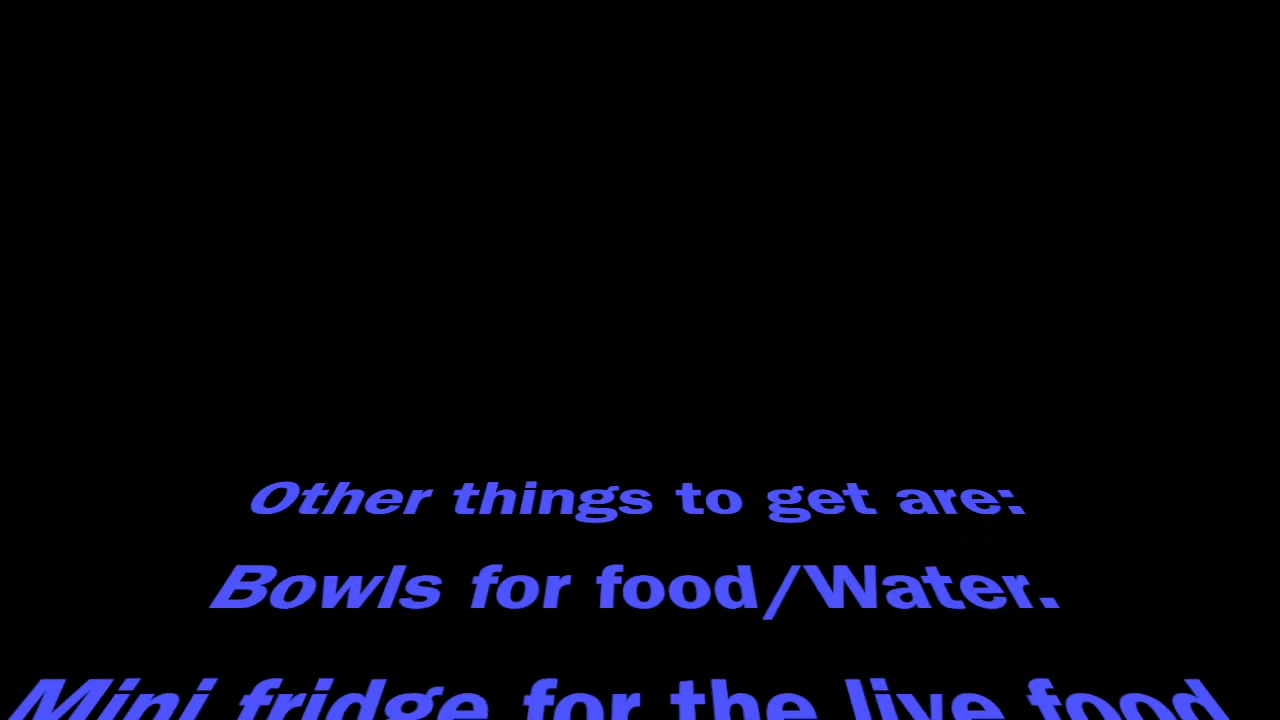 Other things to get are:
Bowls for food/Water.
Mini fridge for the live food